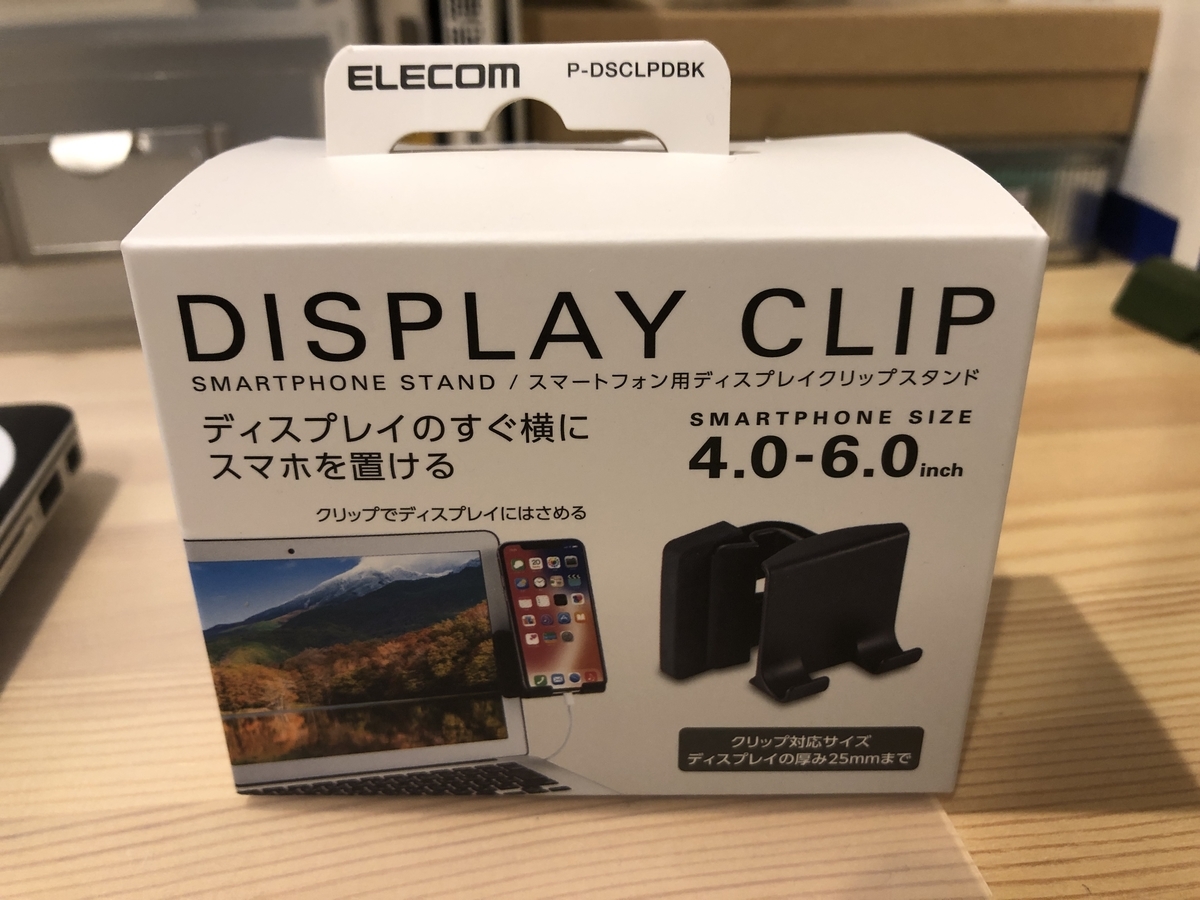 ELECOM P-DSCLPDBK
DISPLAY CLIP
SMARTPHONE STAND / スマートフォン用ディスプレイクリップスタンド
ディスプレイのすぐ横に
スマホを置ける
SMARTPHONE SIZE
4.0-6.0inch
クリップでディスプレイにはさめる
クリップ対応サイズ
ディスプレイの厚み25mmまで